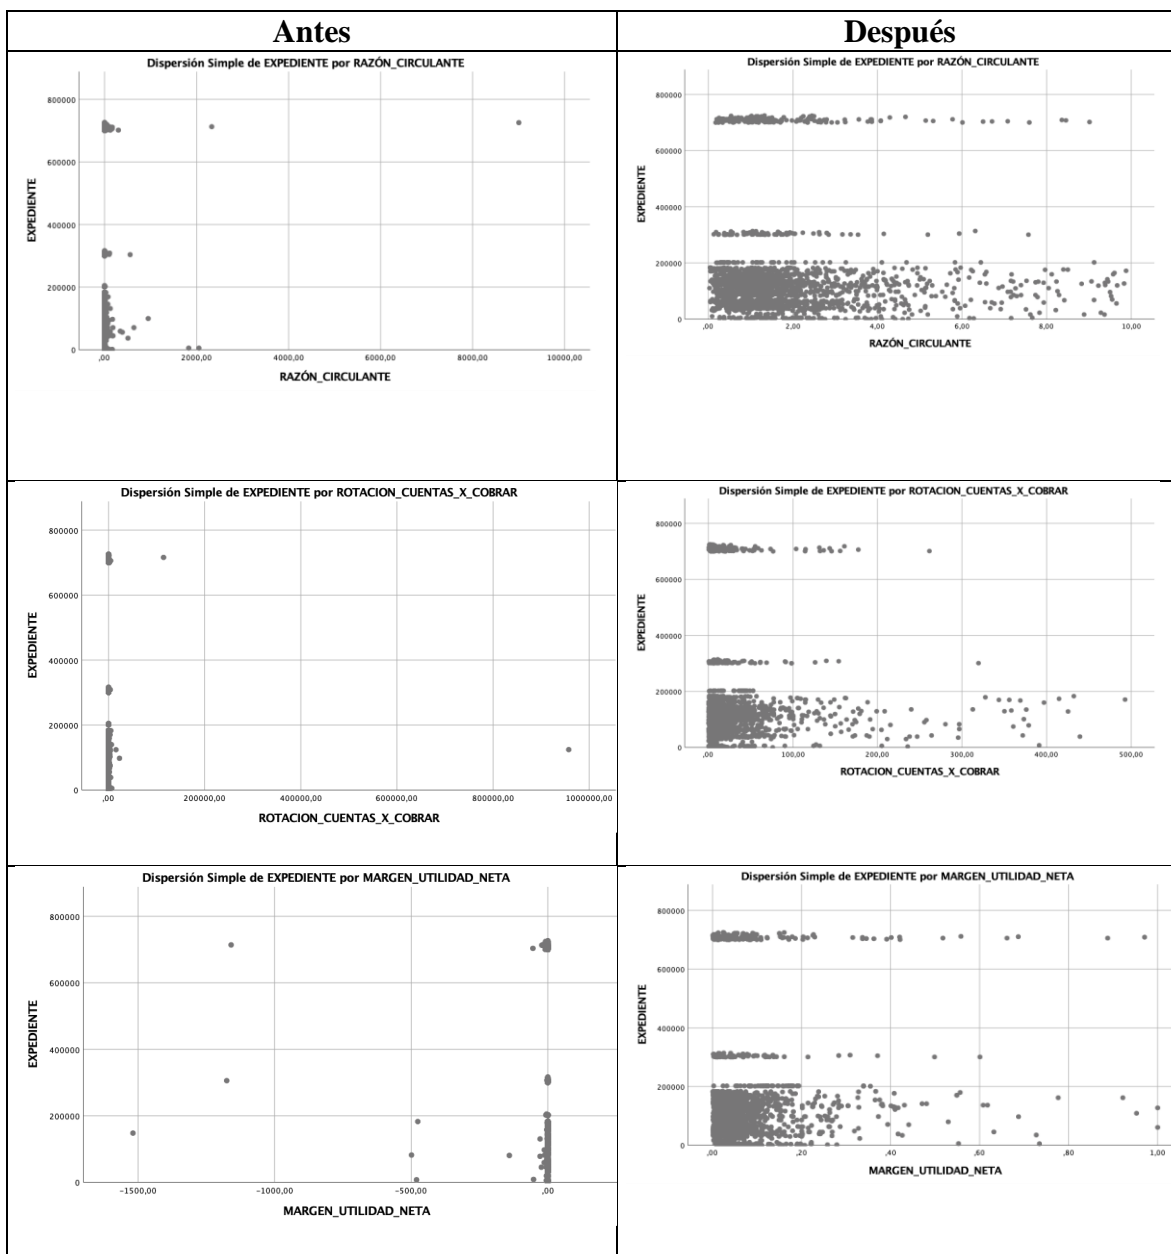 Antes
Después
Dispersión Simple de EXPEDIENTE por RAZÓN_CIRCULANTE
EXPEDIENTE
800000
600000
400000
200000
0
,00 2000,00 4000,00 6000,00 8000,00 10000,00
RAZÓN_CIRCULANTE
Dispersión Simple de EXPEDIENTE por RAZÓN_CIRCULANTE
EXPEDIENTE
800000
600000
400000
200000
0
,00 2,00 4,00 6,00 8,00 10,00
RAZÓN_CIRCULANTE
Dispersión Simple de EXPEDIENTE por ROTACION_CUENTAS_X_COBRAR
EXPEDIENTE
800000
600000
400000
200000
0
,00 200000,00 400000,00 600000,00 800000,00 1000000,00
ROTACION_CUENTAS_X_COBRAR
Dispersión Simple de EXPEDIENTE por ROTACION_CUENTAS_X_COBRAR
EXPEDIENTE
800000
600000
400000
200000
0
,00 100,00 200,00 300,00 400,00 500,00
ROTACION_CUENTAS_X_COBRAR
Dispersión Simple de EXPEDIENTE por MARGEN_UTILIDAD_NETA
EXPEDIENTE
800000
600000
400000
200000
0
-1500,00 -1000,00 -500,00 ,00
MARGEN_UTILIDAD_NETA
Dispersión Simple de EXPEDIENTE por MARGEN_UTILIDAD_NETA
EXPEDIENTE
800000
600000
400000
200000
0
,00 ,20 ,40 ,60 ,80 1,00
MARGEN_UTILIDAD_NETA